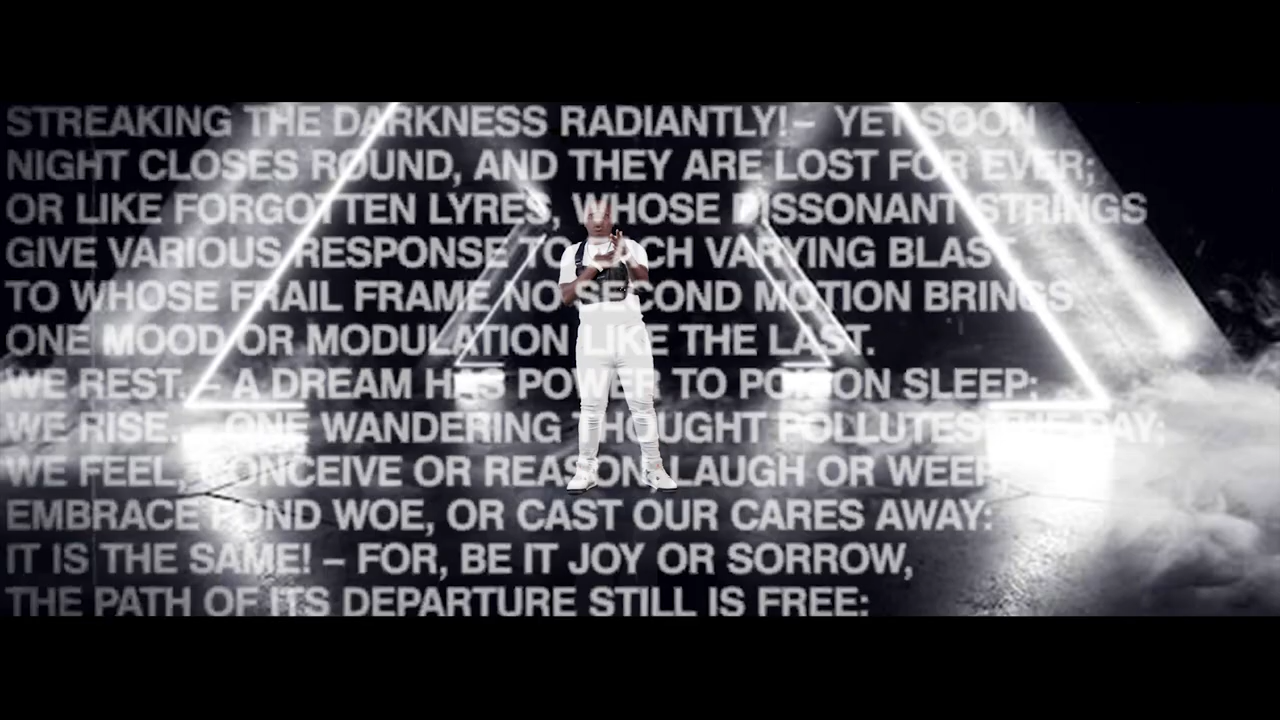 STREAKING THE DARKNESS RADIANTLY! – YET SOON
NIGHT CLOSES ROUND, AND THEY ARE LOST FOR EVER;
OR LIKE FORGOTTEN LYRES, WHOSE DISSONANT STRINGS
GIVE VARIOUS RESPONSE TO EACH VARYING BLAST
TO WHOSE FRAIL FRAME NO SECOND MOTION BRINGS
ONE MOOD OR MODULATION LIKE THE LAST.
WE REST. – A DREAM HAS POWER TO POISON SLEEP;
WE RISE. – ONE WANDERING THOUGHT POLLUTES THE DAY;
WE FEEL, CONCEIVE OR REASON, LAUGH OR WEEP,
EMBRACE FOND WOE, OR CAST OUR CARES AWAY:
IT IS THE SAME! – FOR, BE IT JOY OR SORROW,
THE PATH OF ITS DEPARTURE STILL IS FREE: